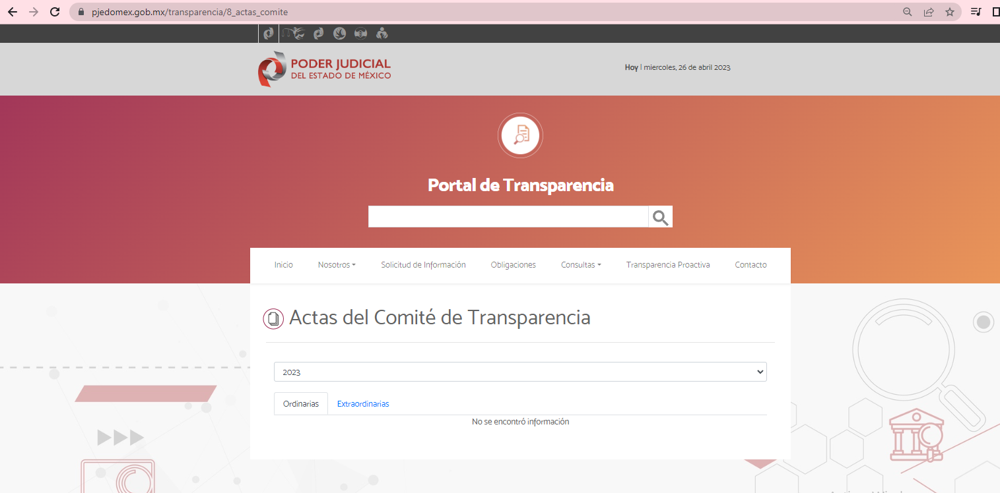 pjedomex.gob.mx/transparencia/8_actas_comite
PODER JUDICIAL
DEL ESTADO DE MÉXICO
Hoy | miercoles, 26 de abril 2023
Portal de Transparencia
Inicio Nosotros Solicitud de Información Obligaciones Consultas Transparencia Proactiva Contacto
Actas del Comité de Transparencia
2023
Ordinarias Extraordinarias
No se encontró información